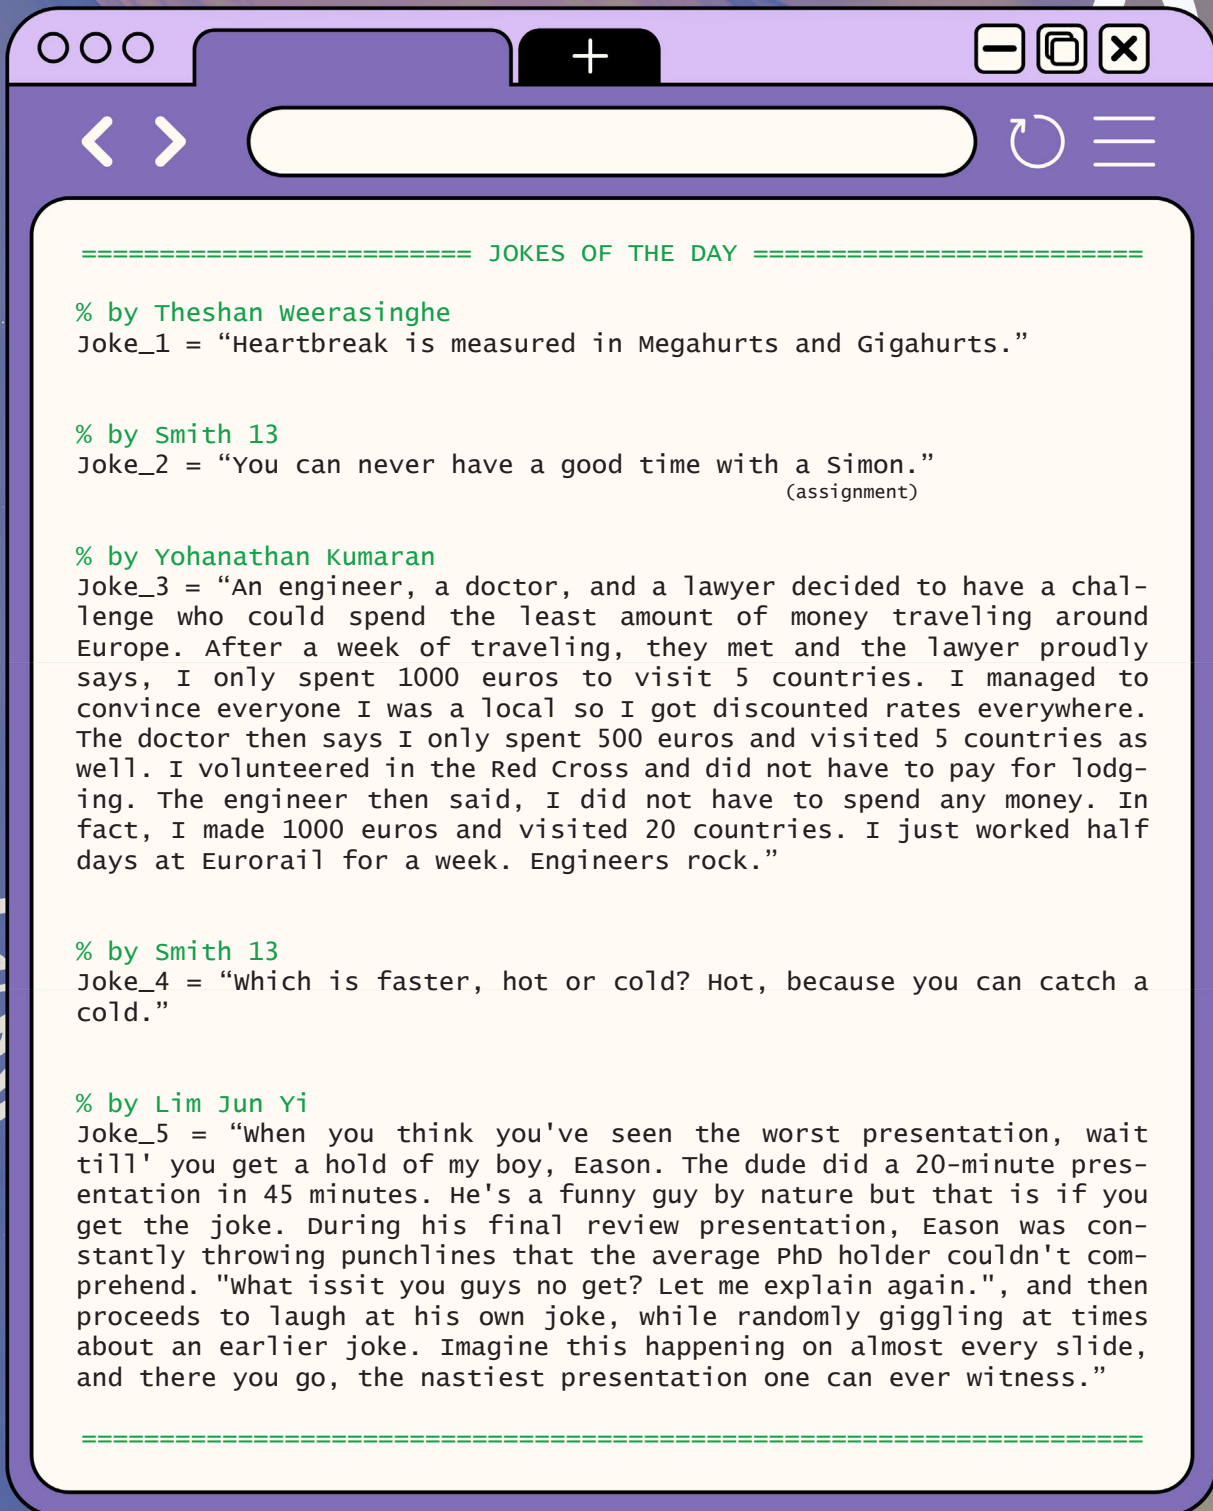 ========================= JOKES OF THE DAY =========================
% by Theshan Weerasinghe
Joke_1 = “Heartbreak is measured in Megahurts and Gigahurts.”
% by Smith 13
Joke_2 = “You can never have a good time with a Simon.”
(assignment)
% by Yohanathan Kumaran
Joke_3 = “An engineer, a doctor, and a lawyer decided to have a chal-
lenge who could spend the least amount of money traveling around
Europe. After a week of traveling, they met and the lawyer proudly
says, I only spent 1000 euros to visit 5 countries. I managed to
convince everyone I was a local so I got discounted rates everywhere.
The doctor then says I only spent 500 euros and visited 5 countries as
well. I volunteered in the Red Cross and did not have to pay for lodg-
ing. The engineer then said, I did not have to spend any money. In
fact, I made 1000 euros and visited 20 countries. I just worked half
days at Eurorail for a week. Engineers rock.”
% by Smith 13
Joke_4 = “Which is faster, hot or cold? Hot, because you can catch a
cold.”
% by Lim Jun Yi
Joke_5 = “When you think you've seen the worst presentation, wait
till' you get a hold of my boy, Eason. The dude did a 20-minute pres-
entation in 45 minutes. He's a funny guy by nature but that is if you
get the joke. During his final review presentation, Eason was con-
stantly throwing punchlines that the average PhD holder couldn't com-
prehend. "What issit you guys no get? Let me explain again.", and then
proceeds to laugh at his own joke, while randomly giggling at times
about an earlier joke. Imagine this happening on almost every slide,
and there you go, the nastiest presentation one can ever witness.”
====================================================================